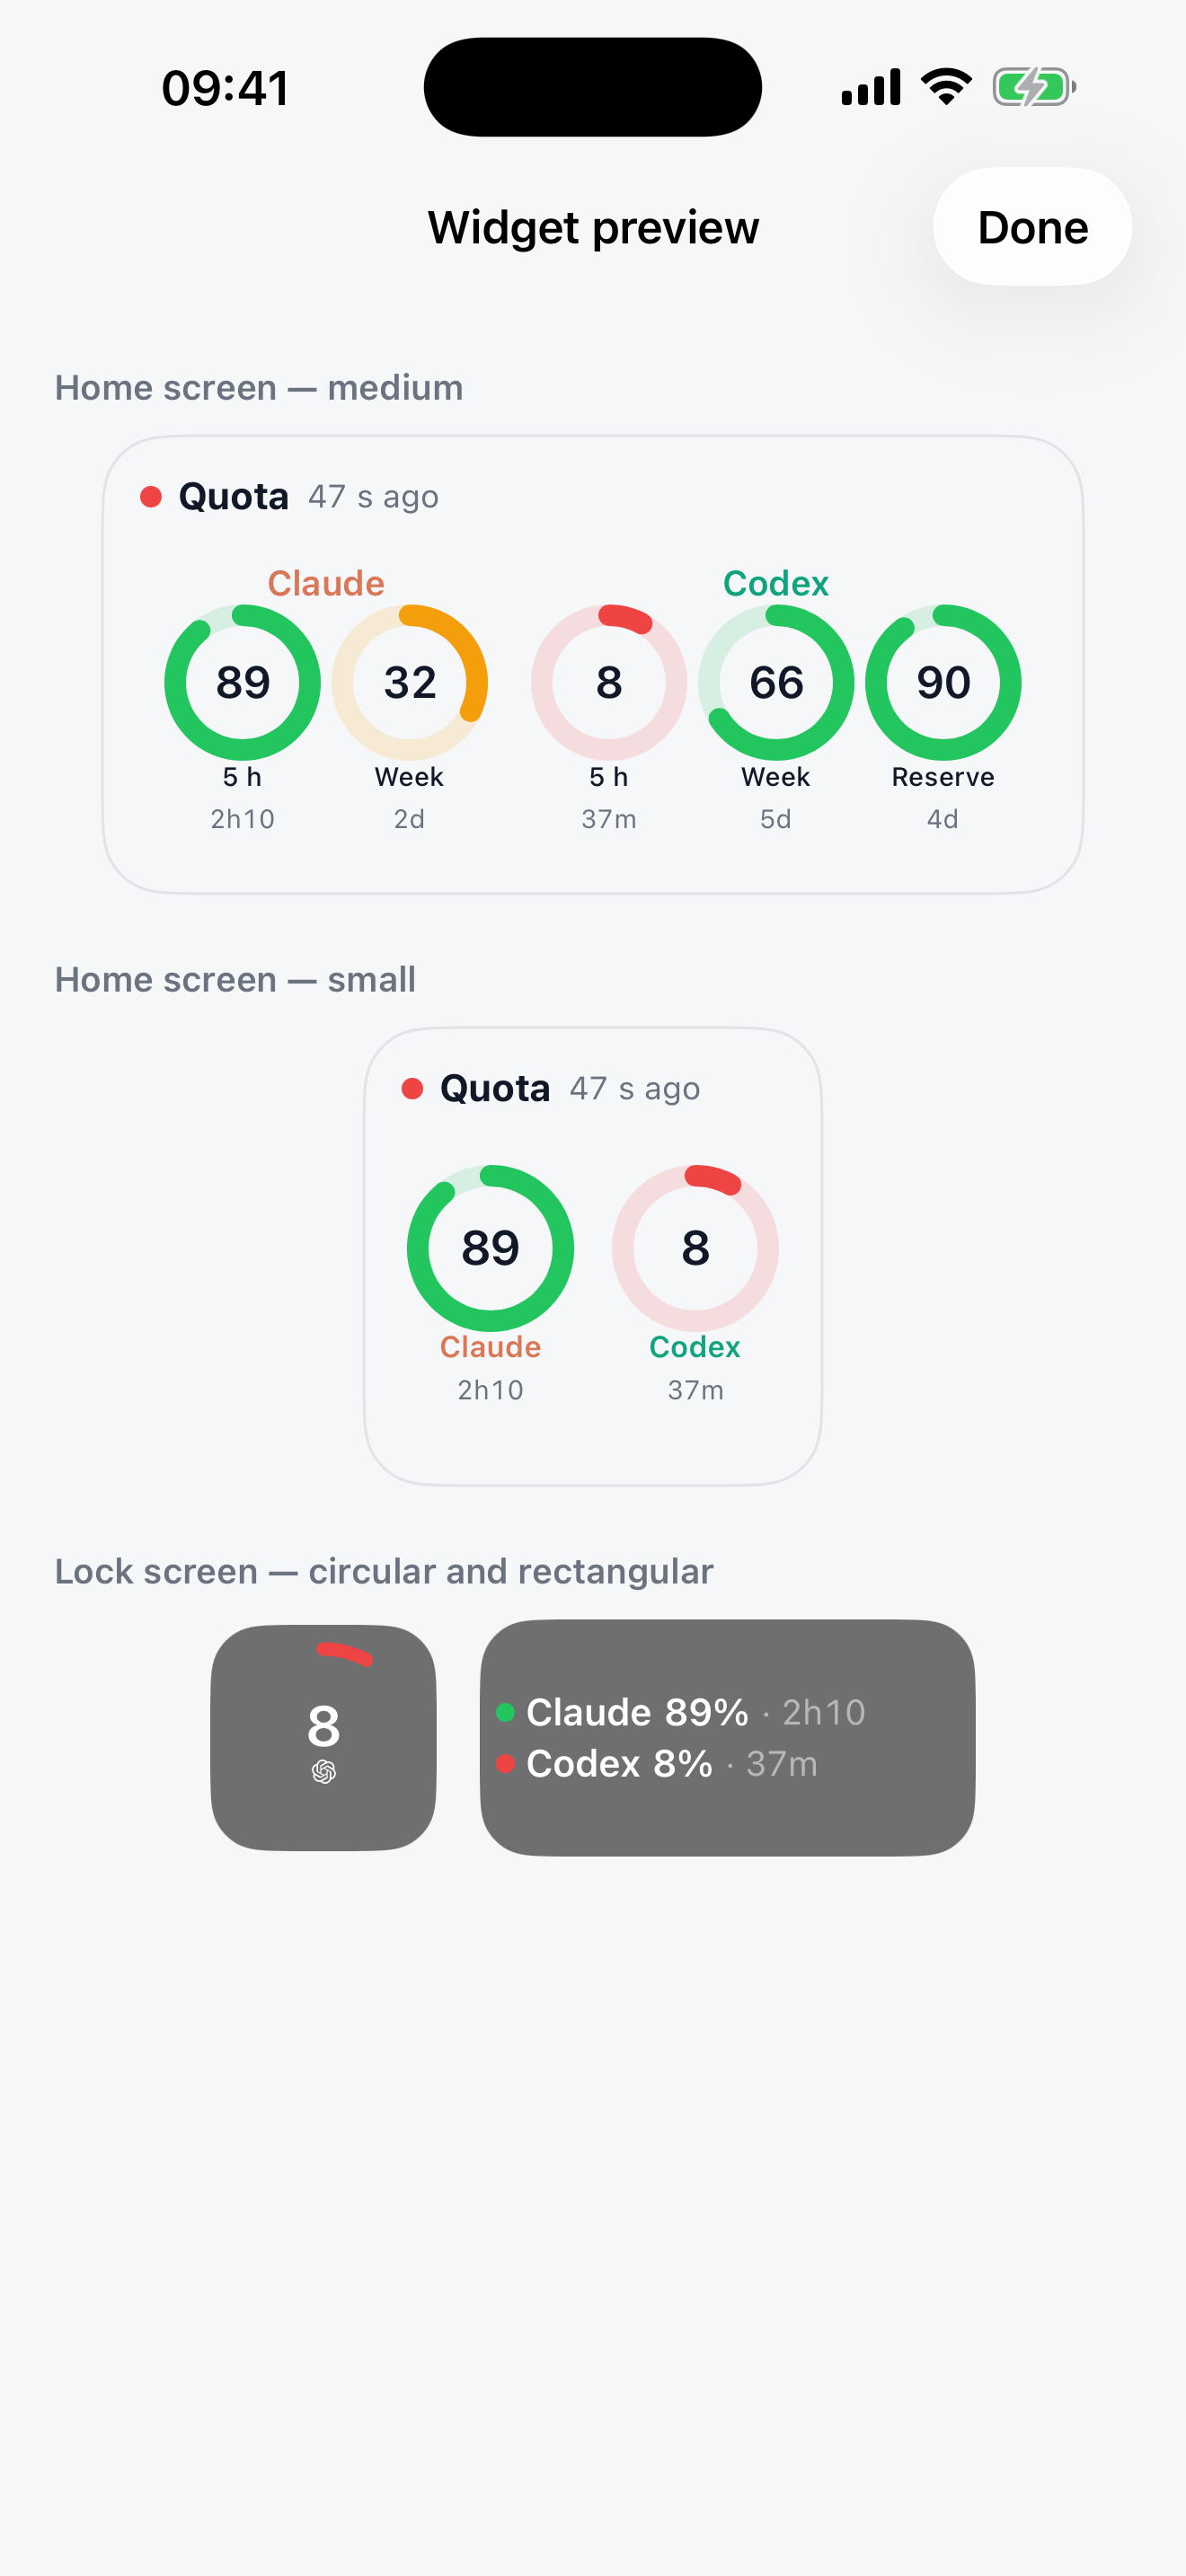 09:41
Widget preview
Done
Home screen — medium
Quota 47 s ago
Claude
Codex
89 32 8 66 90
5 h Week 5 h Week Reserve
2h10 2d 37m 5d 4d
Home screen — small
Quota 47 s ago
89 8
Claude Codex
2h10 37m
Lock screen — circular and rectangular
8
Claude 89% · 2h10
Codex 8% · 37m